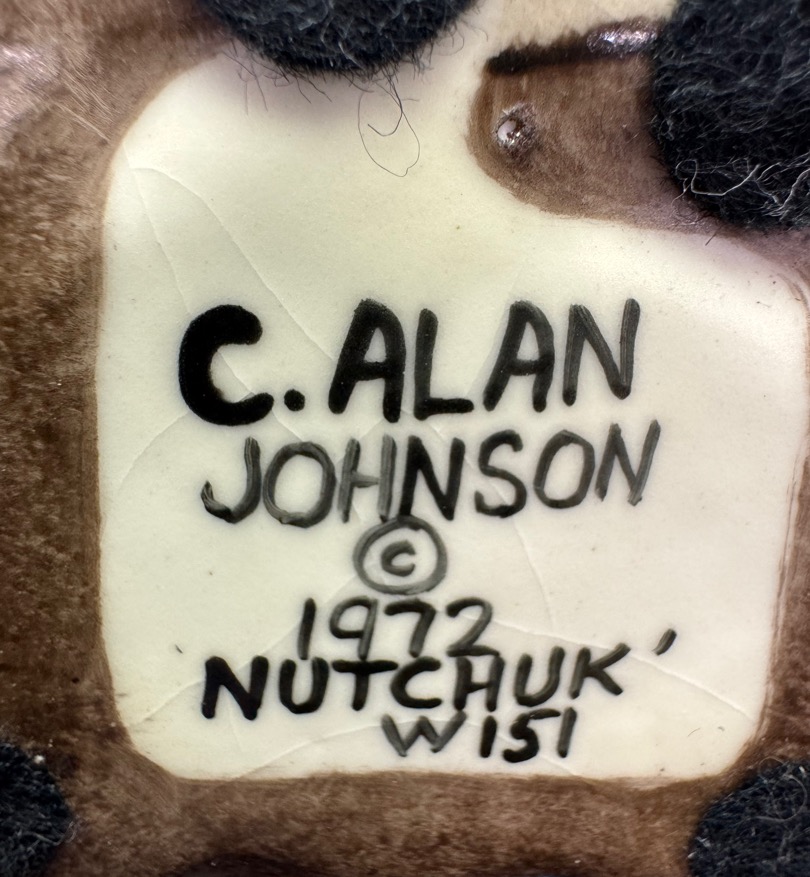 C. ALAN
JOHNSON
©
1972
'NUTCHUK'
W151